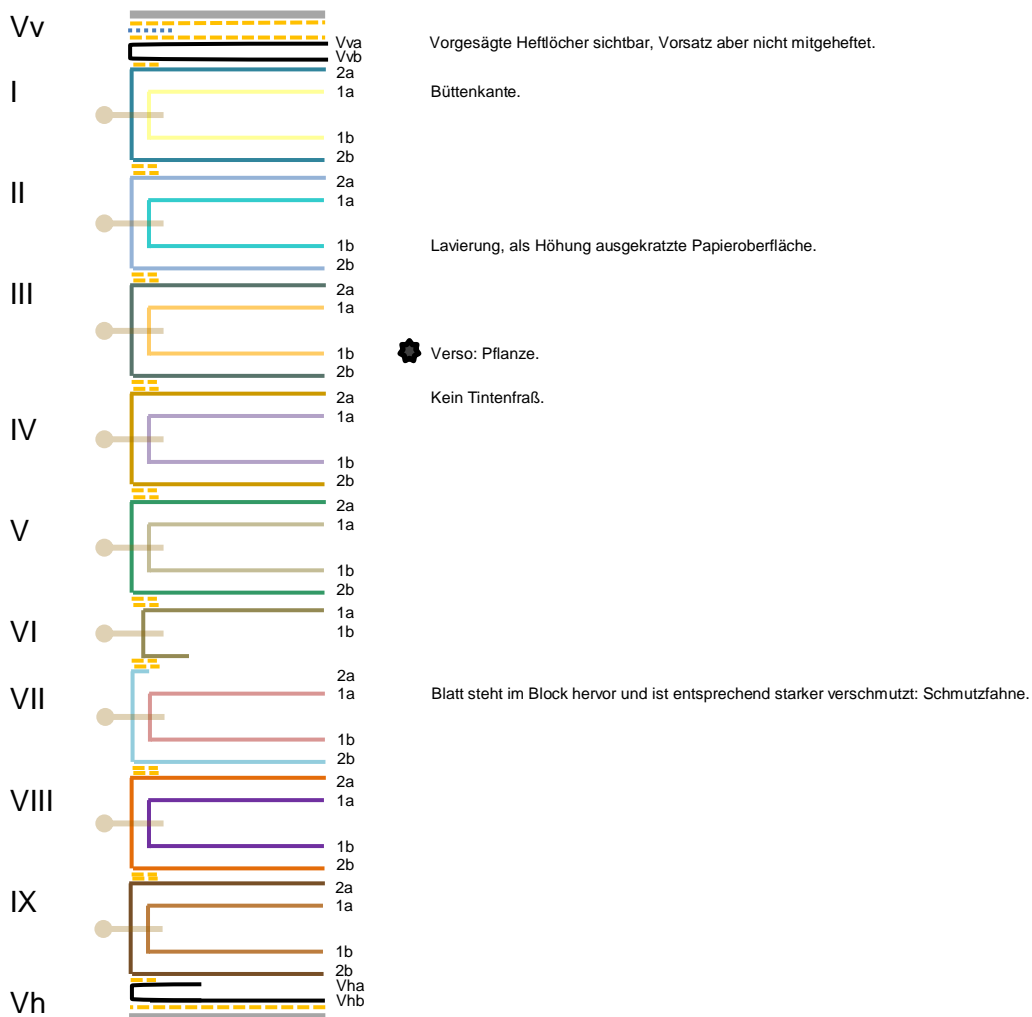 Vv
Vva Vorgesägte Heftlöcher sichtbar, Vorsatz aber nicht mitgeheftet.
Vvb
2a
I 1a Büttenkante.
1b
2b
2a
II 1a
1b Lavierung, als Höhung ausgekratzte Papieroberfläche.
2b
III 2a
1a
1b Verso: Pflanze.
2b
2a Kein Tintenfraß.
IV 1a
1b
2b
2a
V 1a
1b
2b
1a
VI 1b
2a
VII 1a Blatt steht im Block hervor und ist entsprechend starker verschmutzt: Schmutzfahne.
1b
2b
2a
VIII 1a
1b
2b
2a
IX 1a
1b
2b
Vha
Vh Vhb